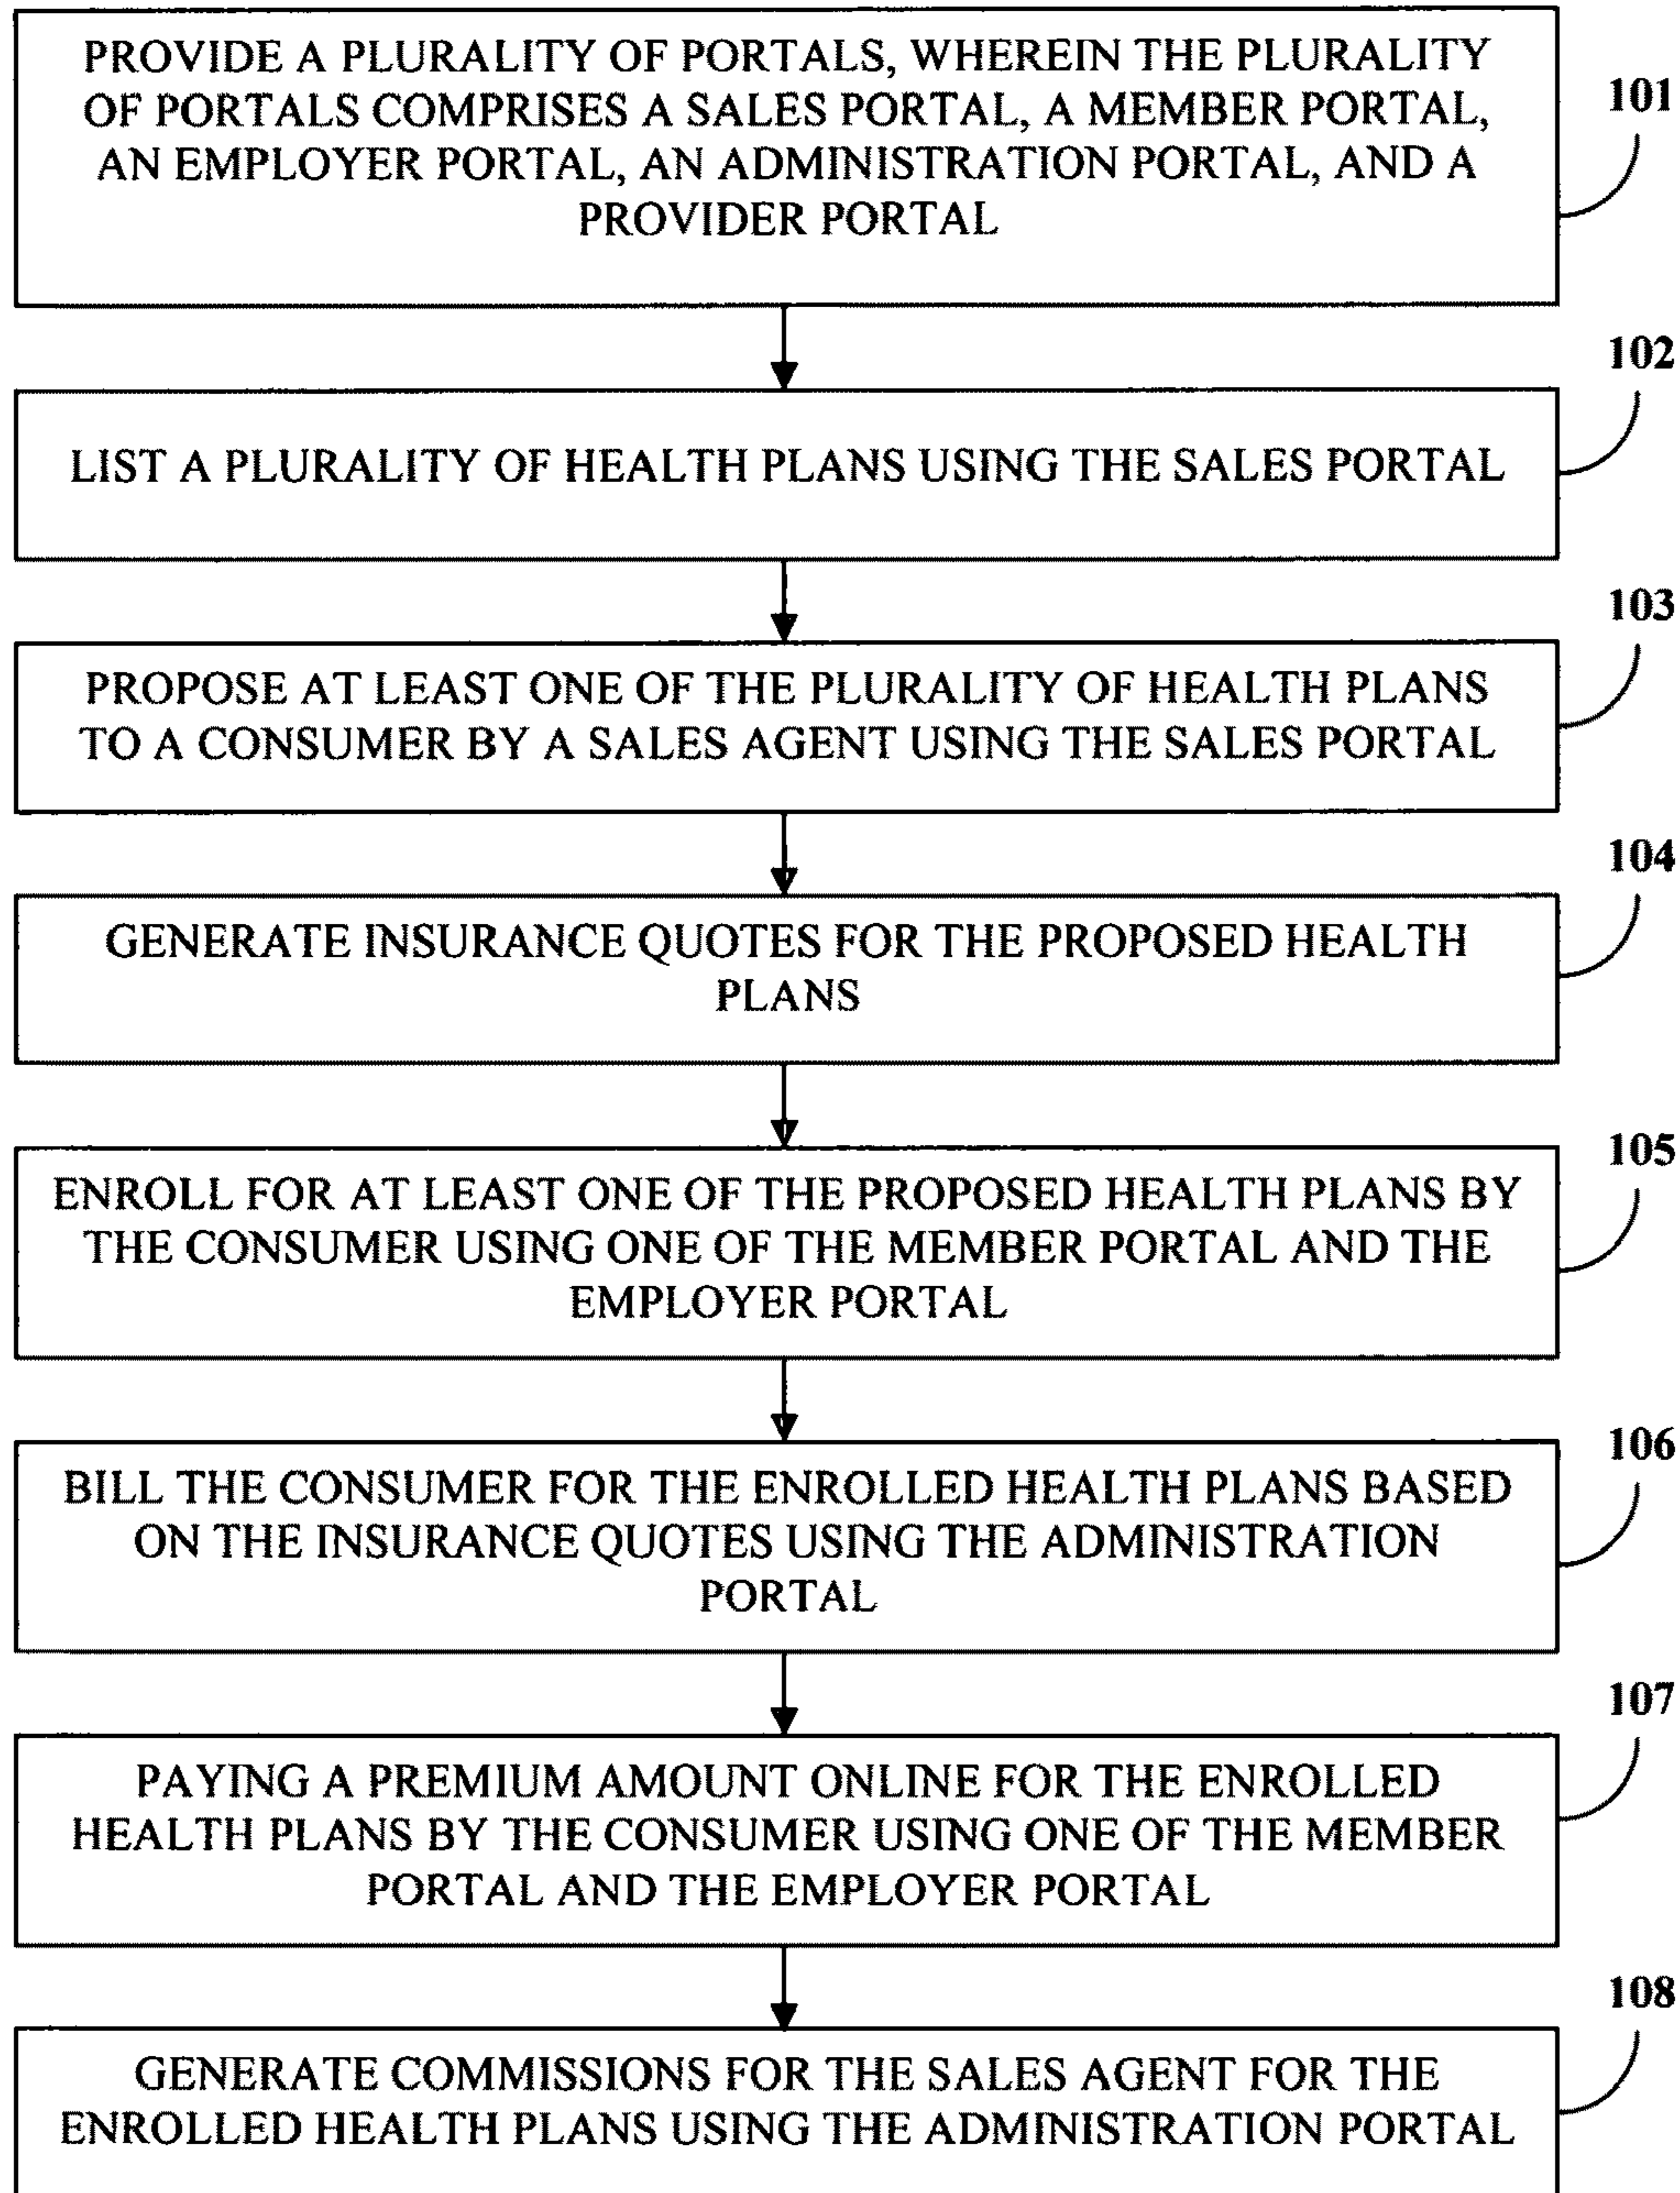 PROVIDE A PLURALITY OF PORTALS, WHEREIN THE PLURALITY
OF PORTALS COMPRISES A SALES PORTAL, A MEMBER PORTAL,
AN EMPLOYER PORTAL, AN ADMINISTRATION PORTAL, AND A
PROVIDER PORTAL
101
102
LIST A PLURALITY OF HEALTH PLANS USING THE SALES PORTAL
103
PROPOSE AT LEAST ONE OF THE PLURALITY OF HEALTH PLANS
TO A CONSUMER BY A SALES AGENT USING THE SALES PORTAL
104
GENERATE INSURANCE QUOTES FOR THE PROPOSED HEALTH
PLANS
105
ENROLL FOR AT LEAST ONE OF THE PROPOSED HEALTH PLANS BY
THE CONSUMER USING ONE OF THE MEMBER PORTAL AND THE
EMPLOYER PORTAL
106
BILL THE CONSUMER FOR THE ENROLLED HEALTH PLANS BASED
ON THE INSURANCE QUOTES USING THE ADMINISTRATION
PORTAL
107
PAYING A PREMIUM AMOUNT ONLINE FOR THE ENROLLED
HEALTH PLANS BY THE CONSUMER USING ONE OF THE MEMBER
PORTAL AND THE EMPLOYER PORTAL
108
GENERATE COMMISSIONS FOR THE SALES AGENT FOR THE
ENROLLED HEALTH PLANS USING THE ADMINISTRATION PORTAL